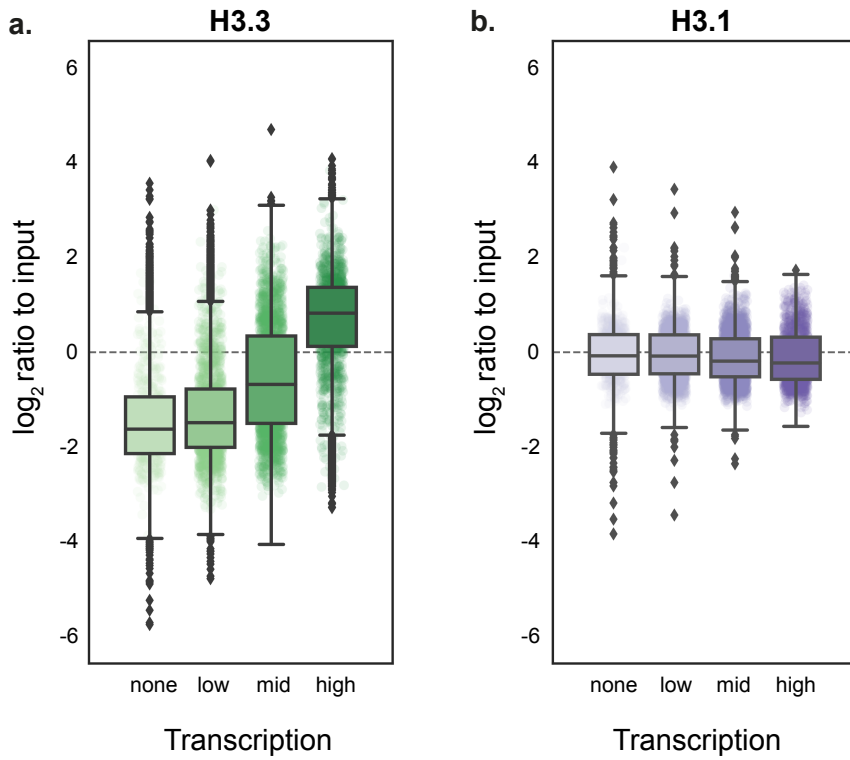 a.
H3.3
log₂ ratio to input
6
4
2
0
-2
-4
-6
none low mid high
Transcription
b.
H3.1
log₂ ratio to input
6
4
2
0
-2
-4
-6
none low mid high
Transcription